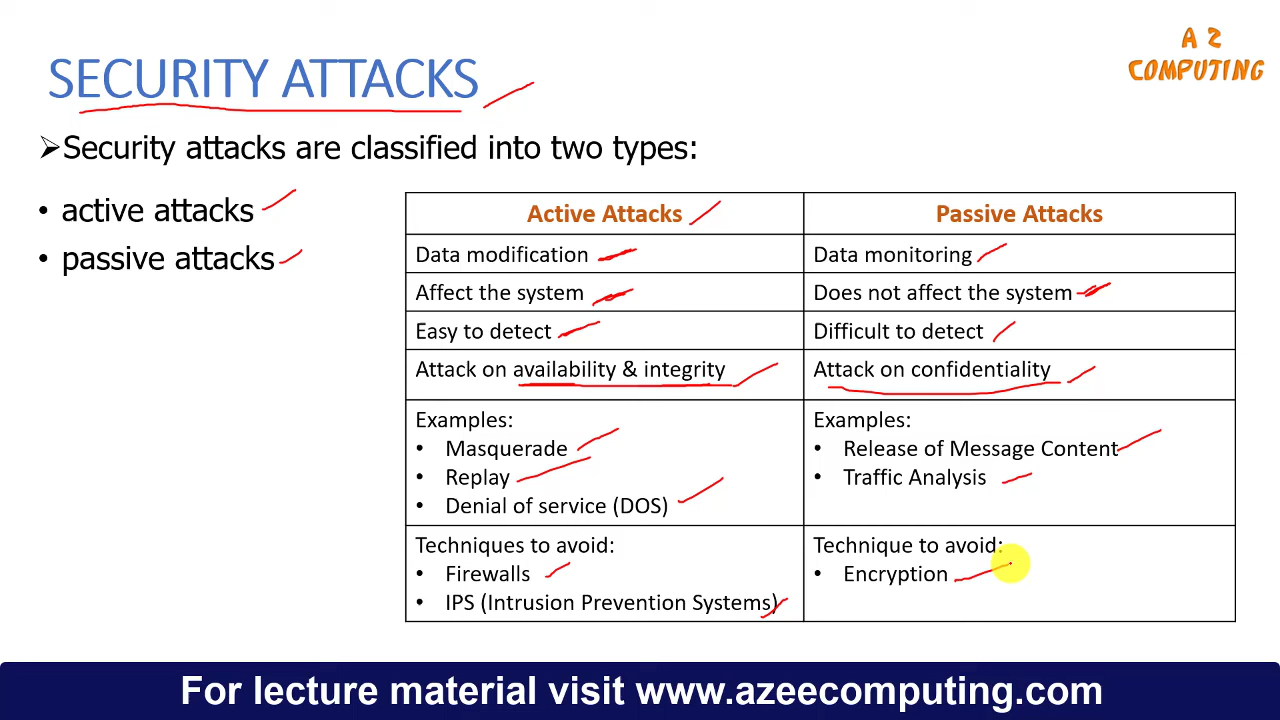 A Z
COMPUTING
SECURITY ATTACKS
➢Security attacks are classified into two types:
• active attacks
• passive attacks
Active Attacks
Passive Attacks
Data modification
Data monitoring
Affect the system
Does not affect the system
Easy to detect
Difficult to detect
Attack on availability & integrity
Attack on confidentiality
Examples:
• Masquerade
• Replay
• Denial of service (DOS)
Examples:
• Release of Message Content
• Traffic Analysis
Techniques to avoid:
• Firewalls
• IPS (Intrusion Prevention Systems)
Technique to avoid:
• Encryption
For lecture material visit www.azeecomputing.com